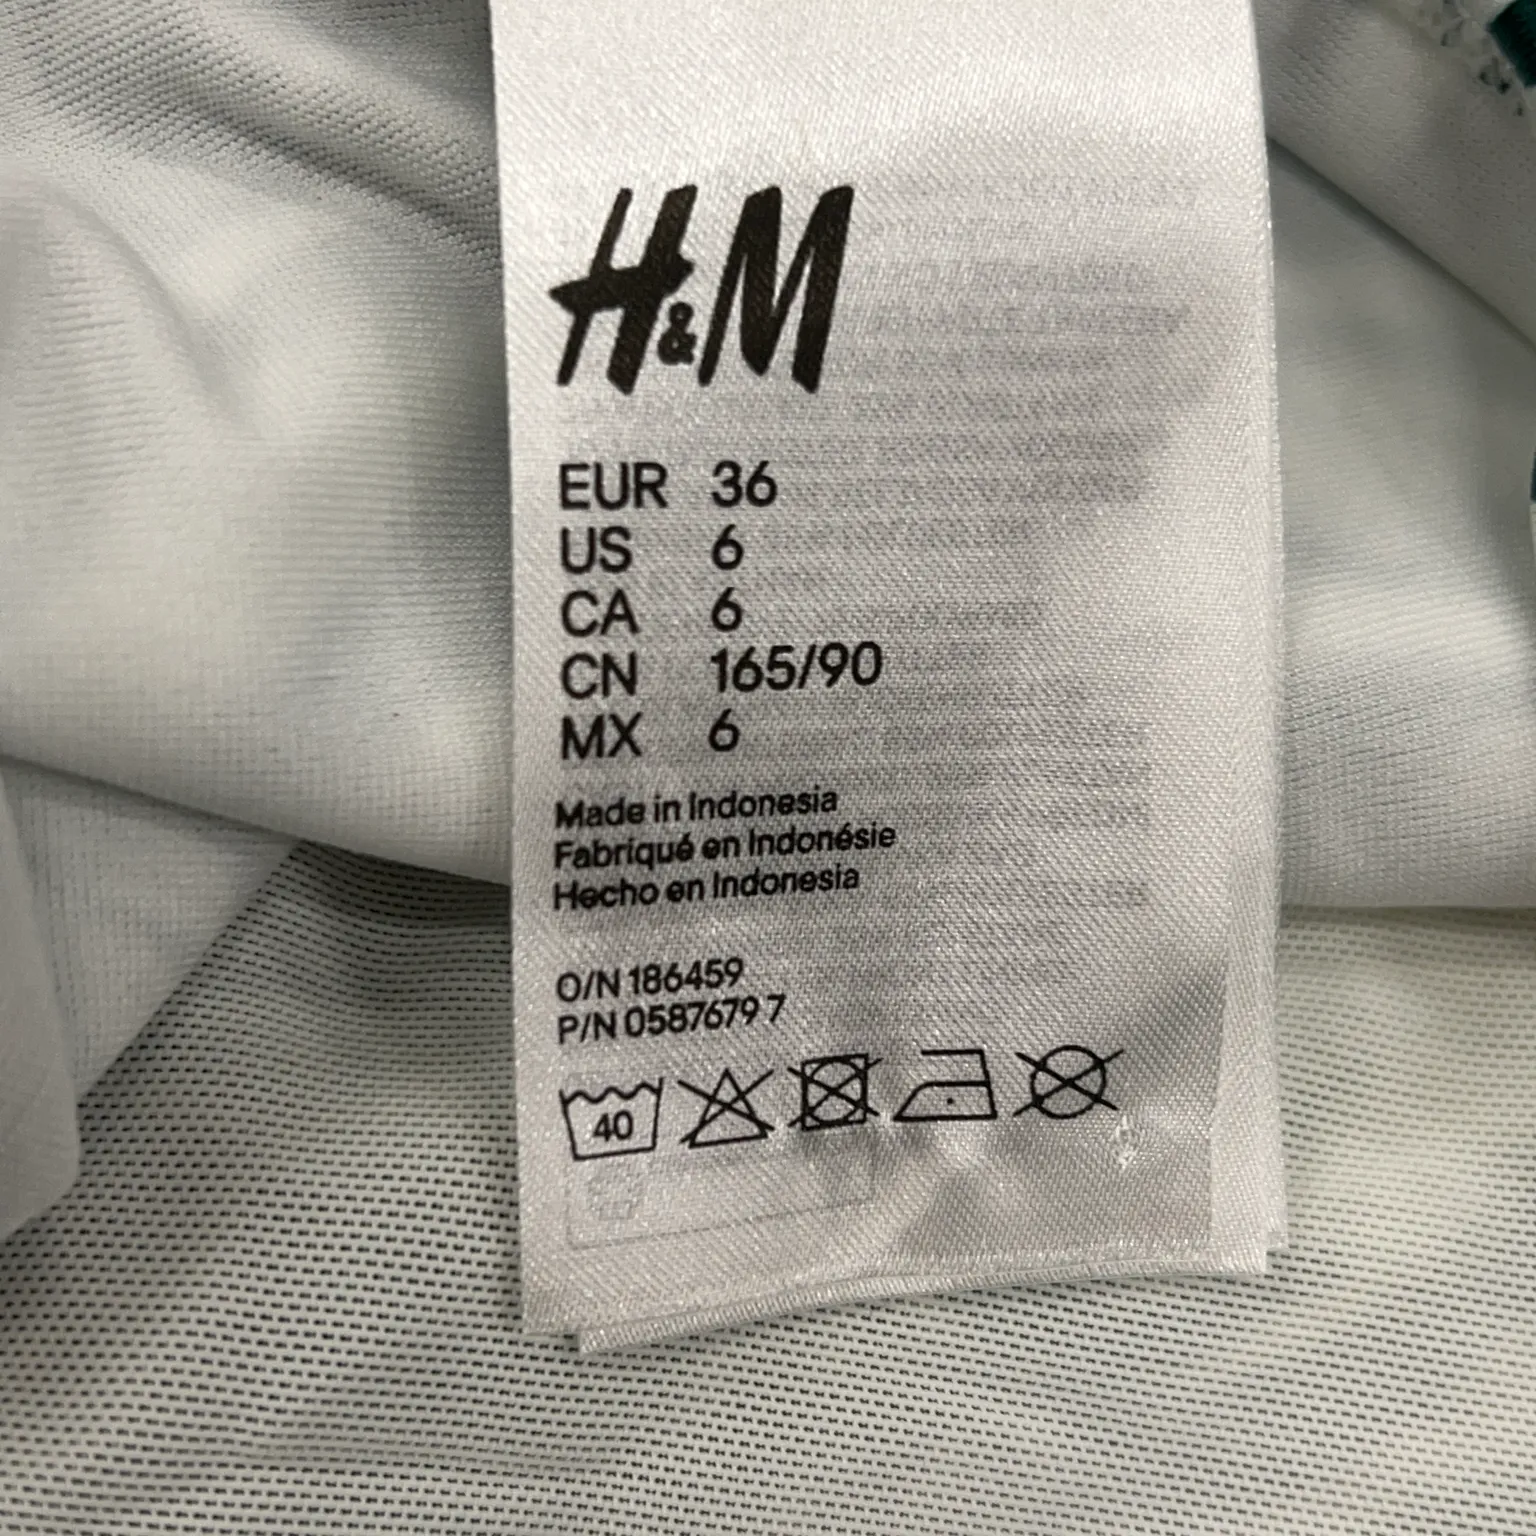 H&M
EUR 36
US 6
CA 6
CN 165/90
MX 6
Made in Indonesia
Fabriqué en Indonésie
Hecho en Indonesia
O/N 186459
P/N 0587679 7
40